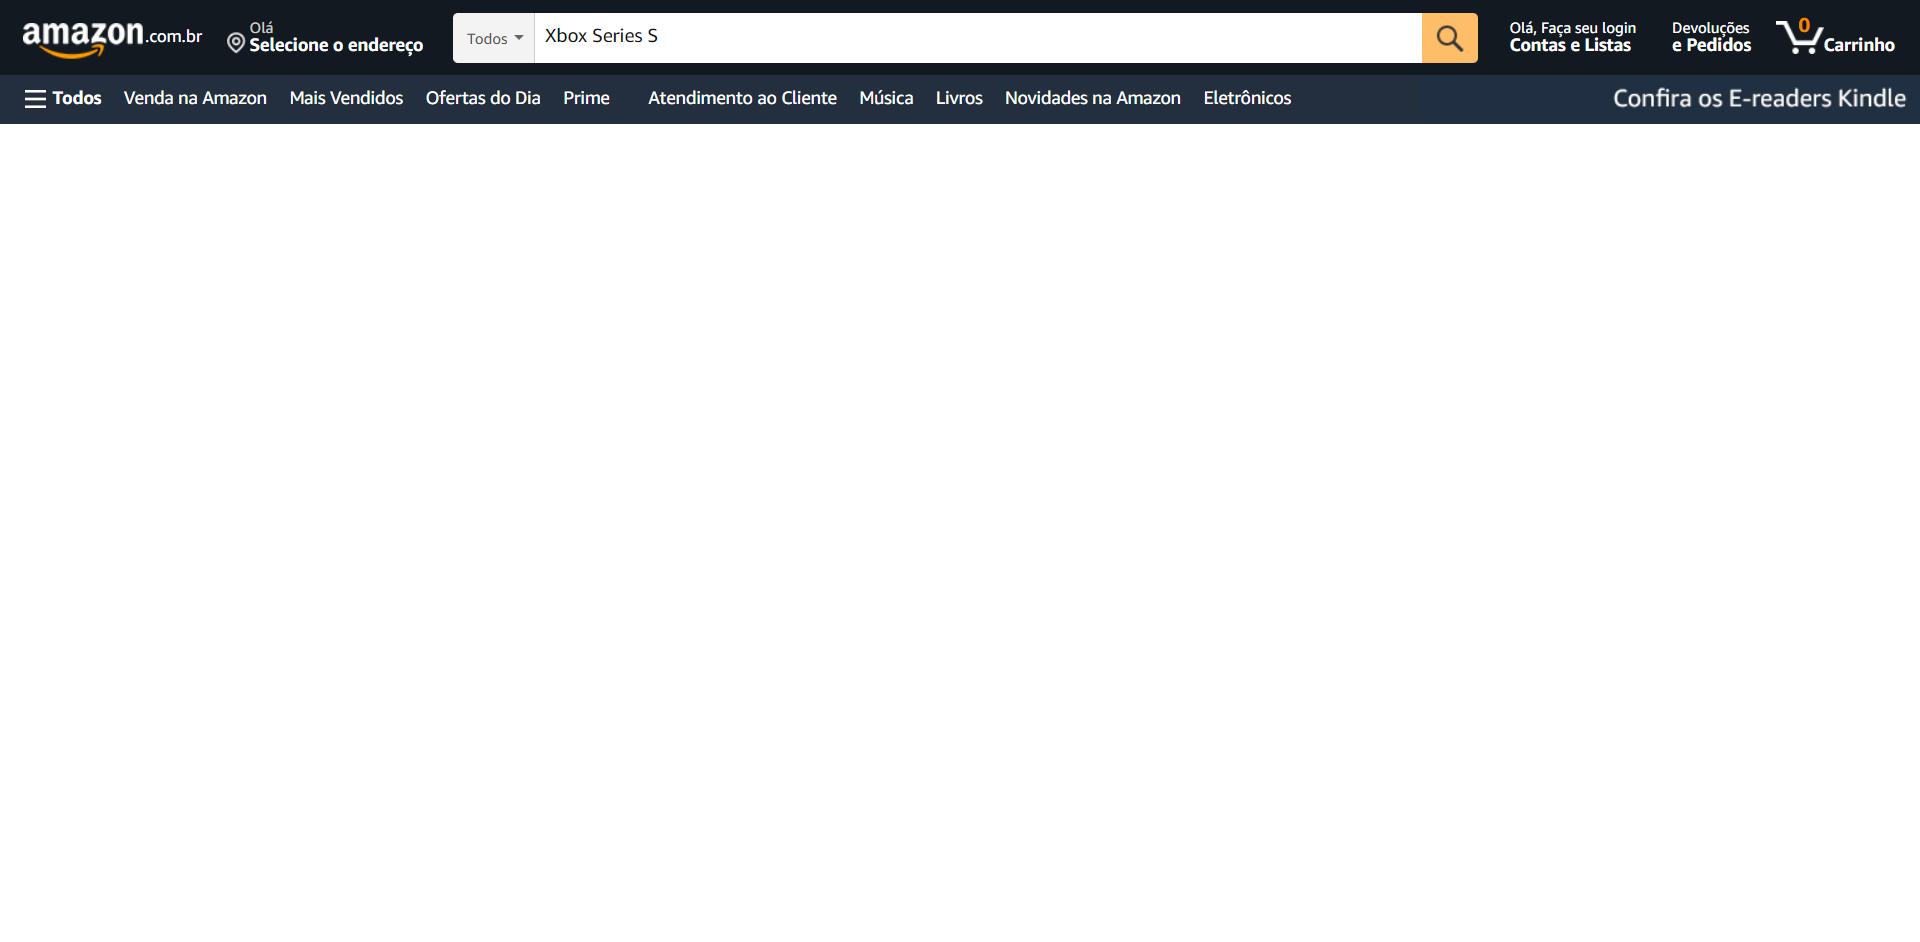 amazon.com.br
Olá
Selecione o endereço
Todos
Xbox Series S
Olá, Faça seu login
Contas e Listas
Devoluções
e Pedidos
0
Carrinho
Todos Venda na Amazon Mais Vendidos Ofertas do Dia Prime Atendimento ao Cliente Música Livros Novidades na Amazon Eletrônicos Confira os E-readers Kindle